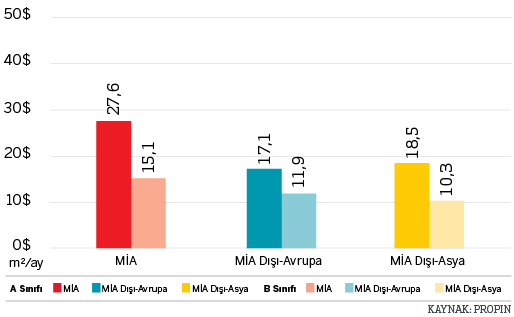 50$
40$
30$
20$
10$
0$
m²/ay
27,6
15,1
17,1
11,9
18,5
10,3
MİA
MİA Dışı-Avrupa
MİA Dışı-Asya
A Sınıfı MİA MİA Dışı-Avrupa MİA Dışı-Asya B Sınıfı MİA MİA Dışı-Avrupa MİA Dışı-Asya
KAYNAK: PROPIN